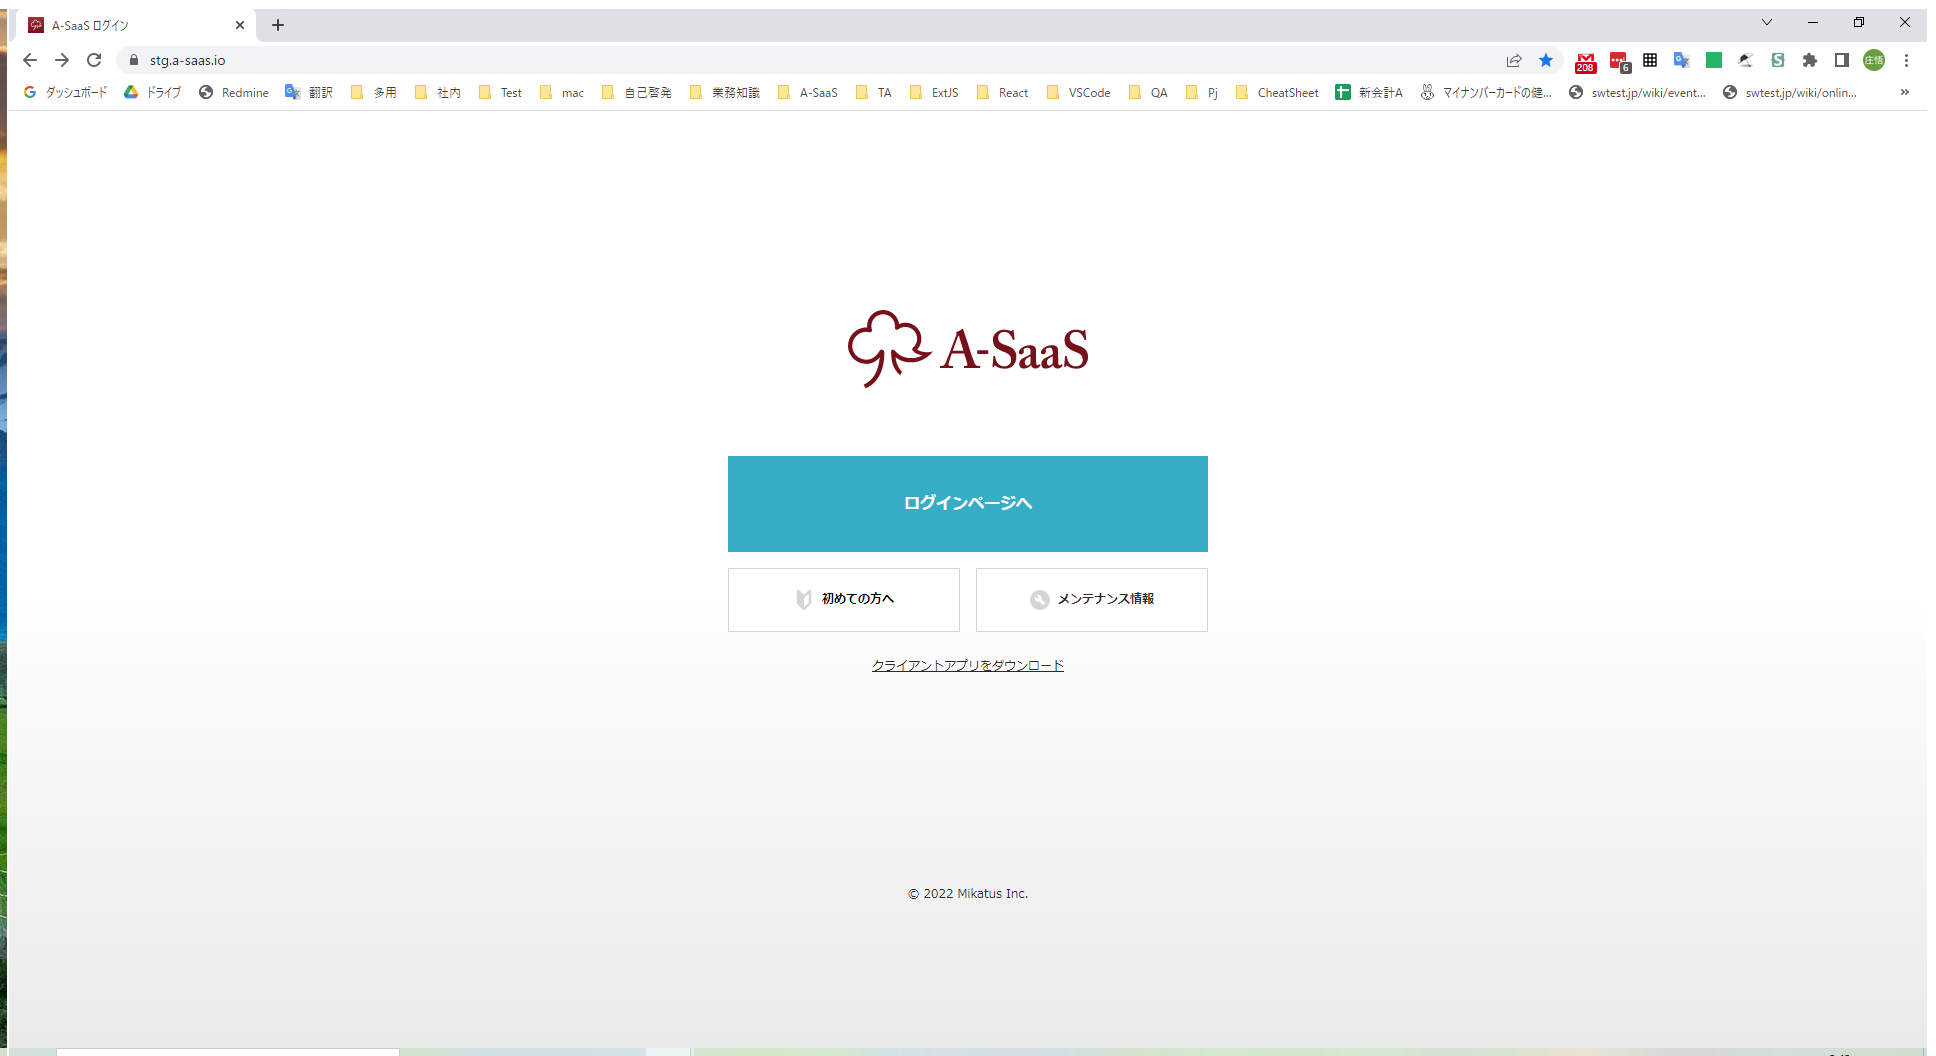 A-SaaS ログイン
stg.a-saas.io
208
6
庄悟
ダッシュボード ドライブ Redmine 翻訳 多用 社内 Test mac 自己啓発 業務知識 A-SaaS TA ExtJS React VSCode QA Pj CheatSheet 新会計A マイナンバーカードの健... swtest.jp/wiki/event... swtest.jp/wiki/onlin... »
A-SaaS
ログインページへ
初めての方へ
メンテナンス情報
クライアントアプリをダウンロード
© 2022 Mikatus Inc.